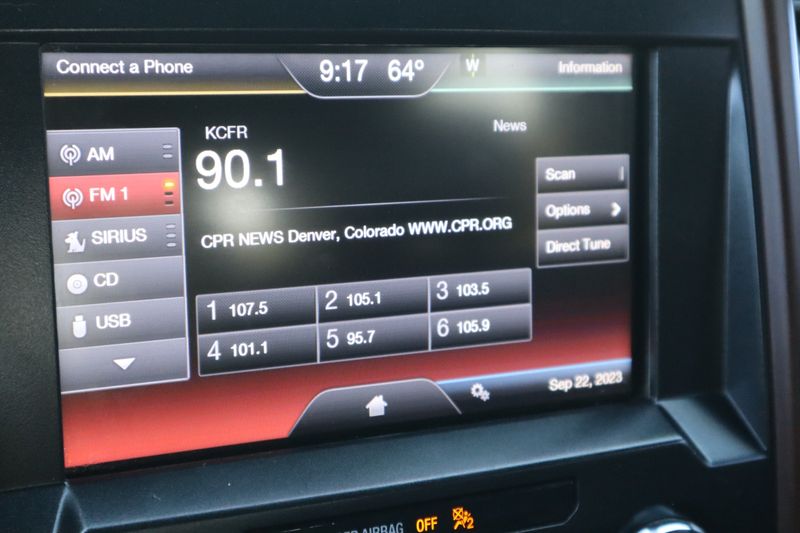 Connect a Phone
9:17 64° W
Information
KCFR
News
90.1
CPR NEWS Denver, Colorado WWW.CPR.ORG
AM
FM 1
SIRIUS
CD
USB
Scan
Options
Direct Tune
1 107.5
2 105.1
3 103.5
4 101.1
5 95.7
6 105.9
Sep 22, 2023
AIRBAG OFF 2